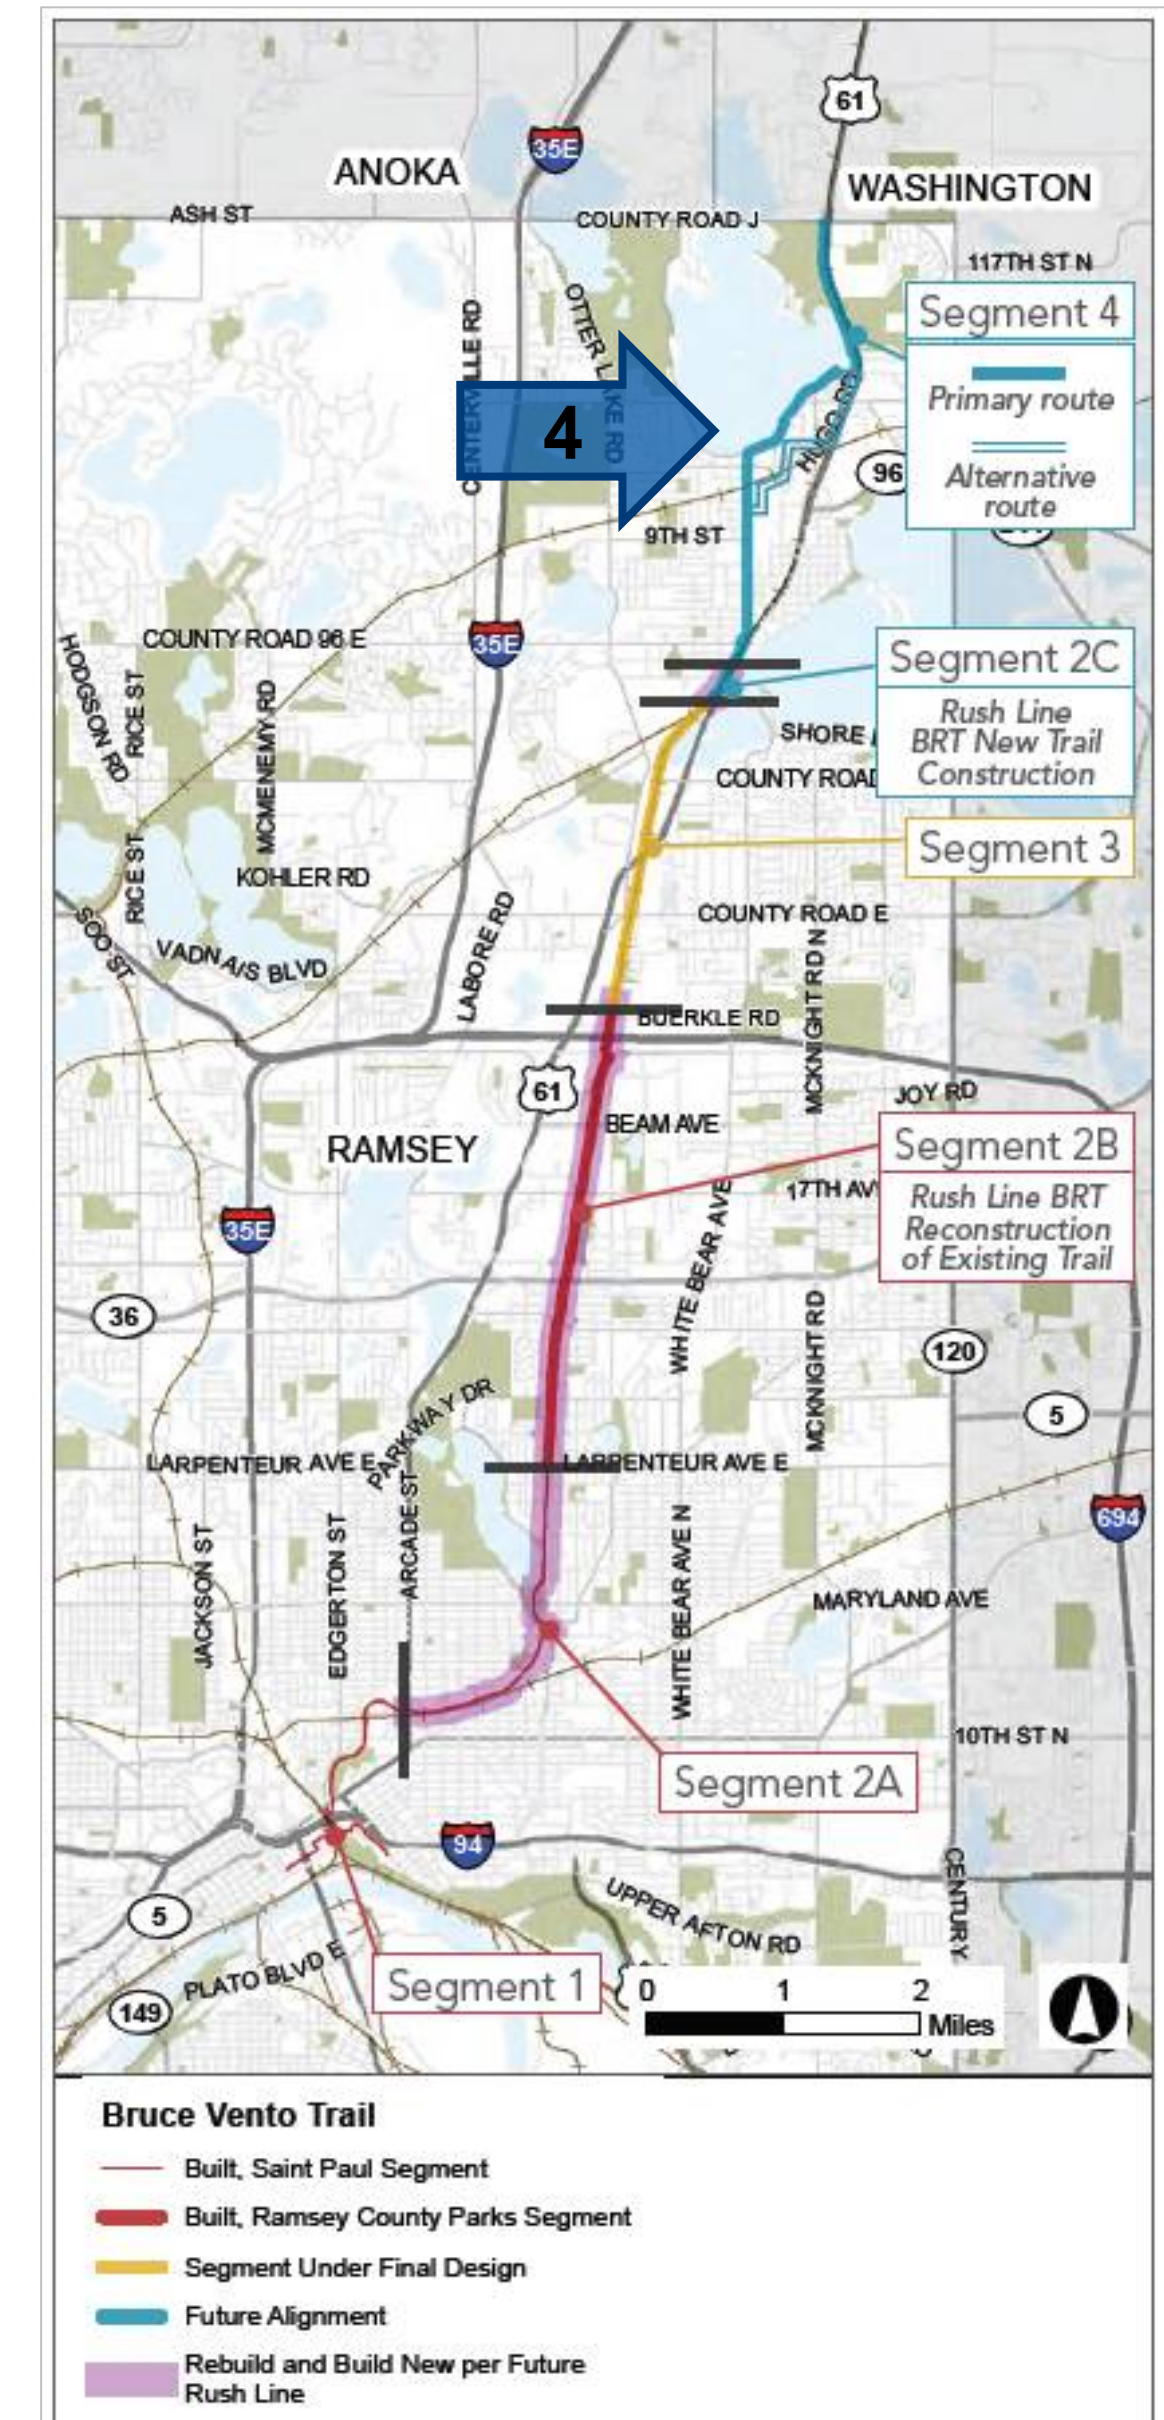 61
35E
ANOKA
WASHINGTON
ASH ST
COUNTY ROAD J
117TH ST N
Segment 4
Primary route
Alternative
route
OTTER LAKE RD
CENTERVILLE RD
4
HUGO RD
96
9TH ST
35E
COUNTY ROAD 96 E
HODGSON RD
RICE ST
MCMENEMY RD
Segment 2C
Rush Line
BRT New Trail
Construction
SHORE
COUNTY ROAD
Segment 3
RICE ST
KOHLER RD
COUNTY ROAD E
SOO ST
VADNAIS BLVD
LABORE RD
MCKNIGHT RD N
BUERKLE RD
61
JOY RD
BEAM AVE
RAMSEY
Segment 2B
Rush Line BRT
Reconstruction
of Existing Trail
17TH AV
WHITE BEAR AVE
35E
36
MCKNIGHT RD
120
5
PARKWAY DR
LARPENTEUR AVE E
LARPENTEUR AVE E
ARCADE ST
694
JACKSON ST
EDGERTON ST
WHITE BEAR AVE N
MARYLAND AVE
10TH ST N
Segment 2A
94
CENTURY
5
UPPER AFTON RD
PLATO BLVD E
Segment 1
149
0 1 2
Miles
Bruce Vento Trail
Built, Saint Paul Segment
Built, Ramsey County Parks Segment
Segment Under Final Design
Future Alignment
Rebuild and Build New per Future
Rush Line